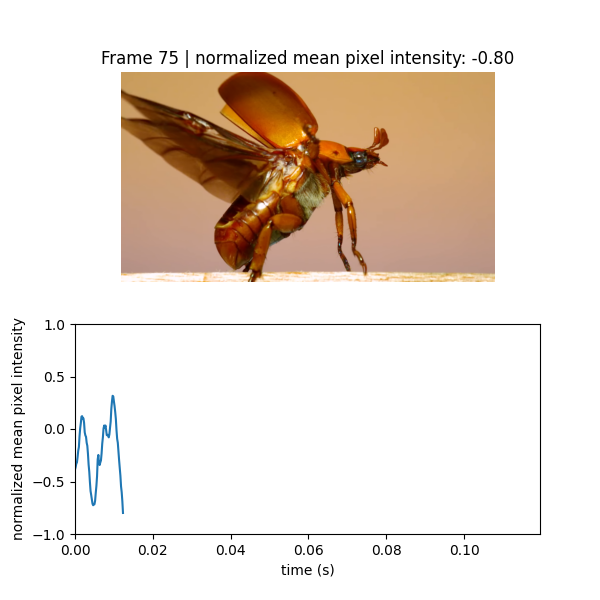 Frame 75 | normalized mean pixel intensity: -0.80
1.0
0.5
0.0
−0.5
−1.0
normalized mean pixel intensity
0.00 0.02 0.04 0.06 0.08 0.10
time (s)